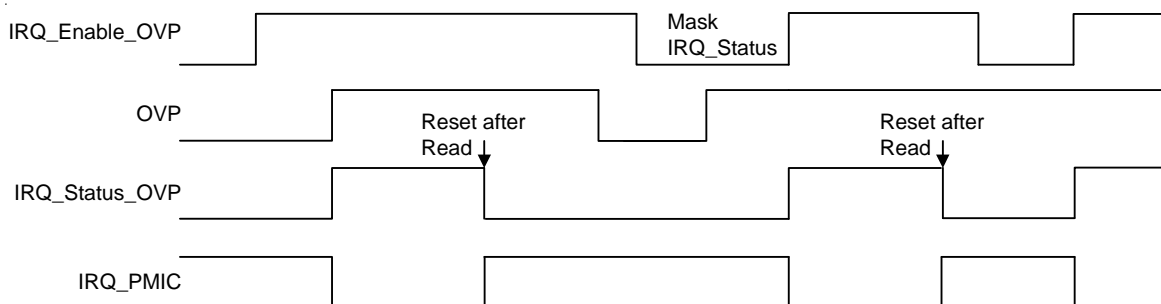 IRQ_Enable_OVP
Mask
IRQ_Status
OVP
Reset after
Read
Reset after
Read
IRQ_Status_OVP
IRQ_PMIC